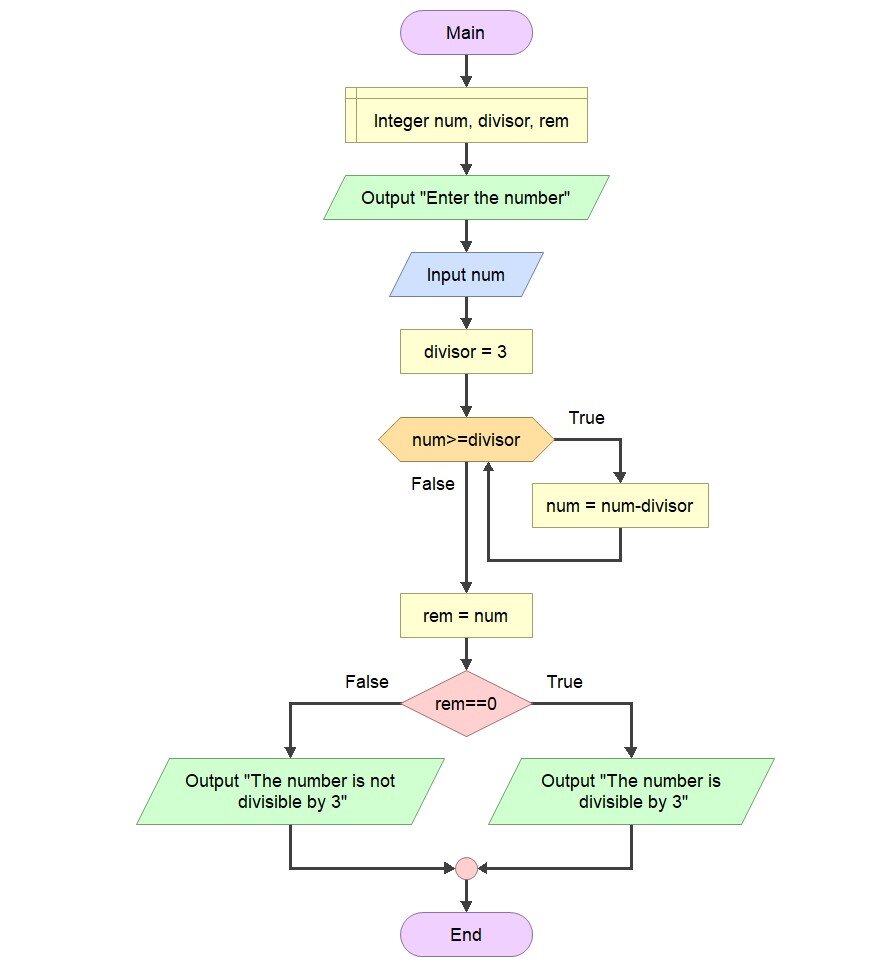 Main
Integer num, divisor, rem
Output "Enter the number"
Input num
divisor = 3
num>=divisor
True
False
num = num-divisor
rem = num
False
True
rem==0
Output "The number is not
divisible by 3"
Output "The number is
divisible by 3"
End